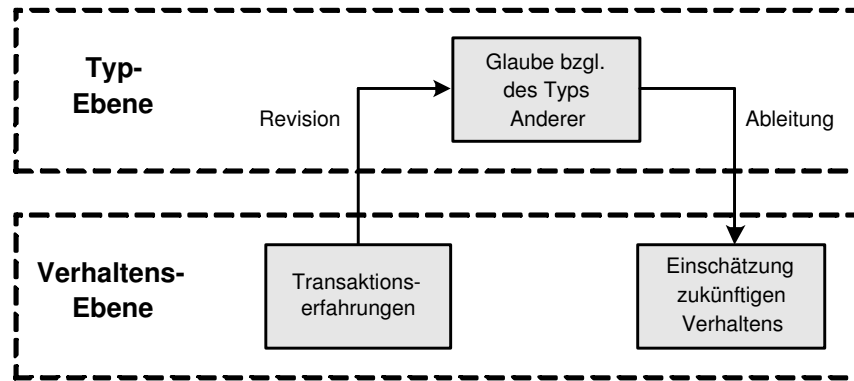 Typ-
Ebene
Glaube bzgl.
des Typs
Anderer
Revision
Ableitung
Verhaltens-
Ebene
Transaktions-
erfahrungen
Einschätzung
zukünftigen
Verhaltens